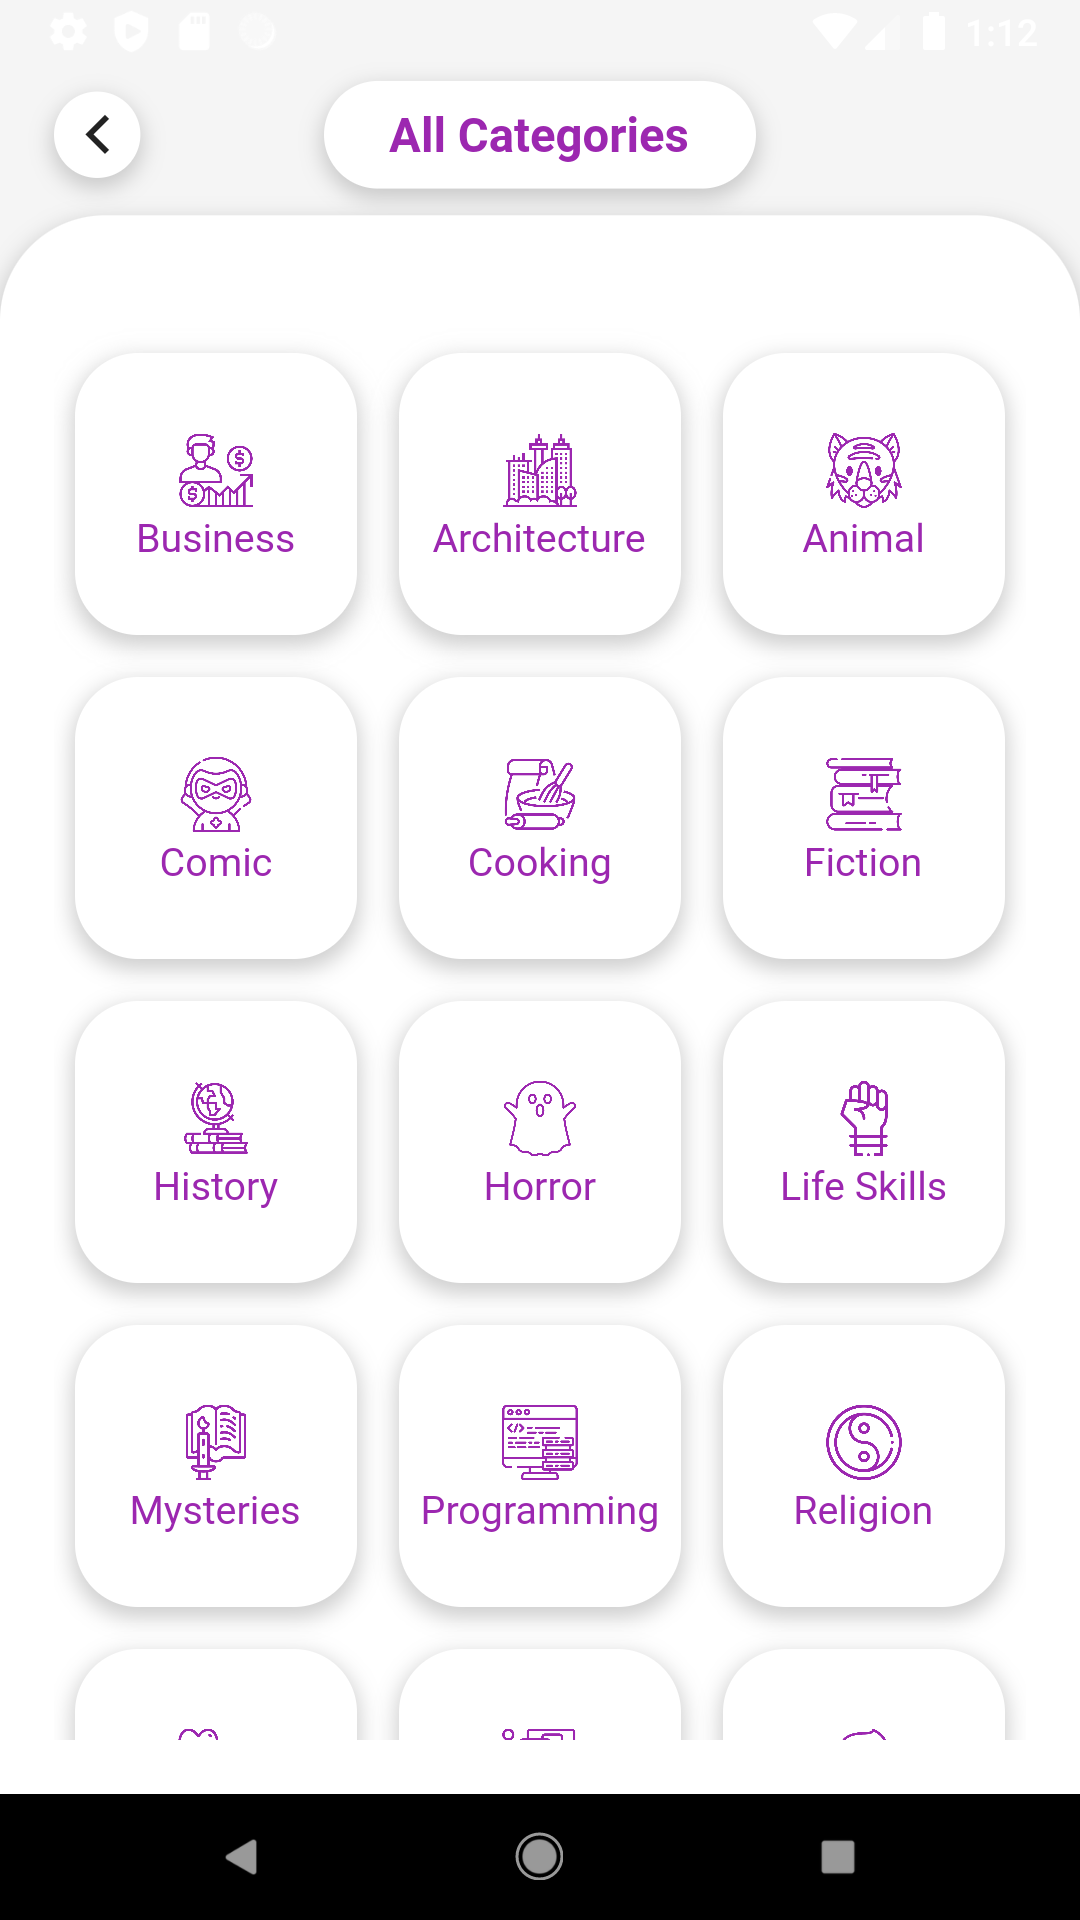 1:12
All Categories
Business
Architecture
Animal
Comic
Cooking
Fiction
History
Horror
Life Skills
Mysteries
Programming
Religion